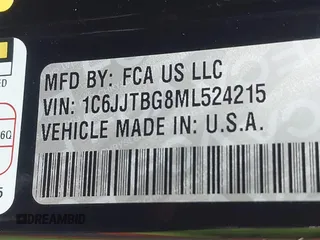 MFD BY: FCA US LLC
VIN: 1C6JJTBG8ML524215
VEHICLE MADE IN: U.S.A.
DREAMBID